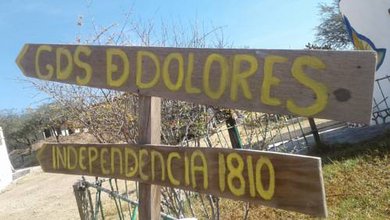 GDS D DOLORES
INDEPENDENCIA 1810